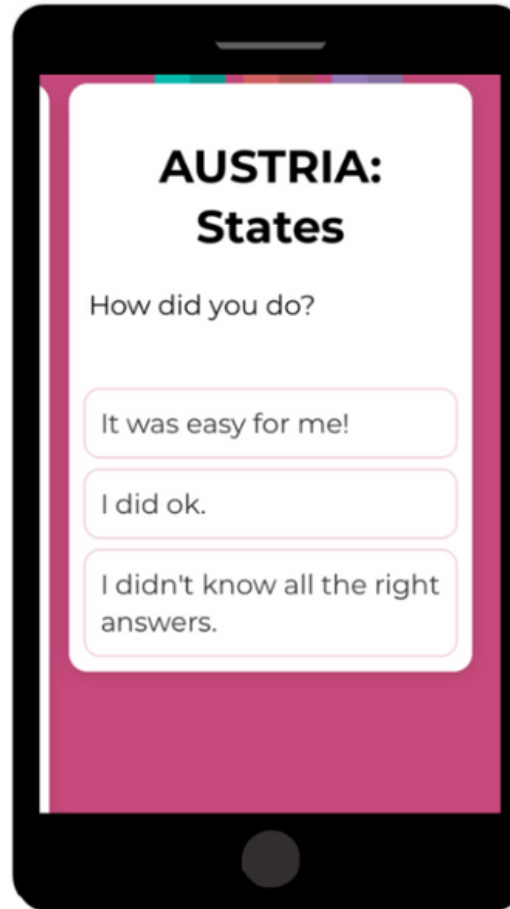 AUSTRIA:
States
How did you do?
It was easy for me!
I did ok.
I didn't know all the right
answers.